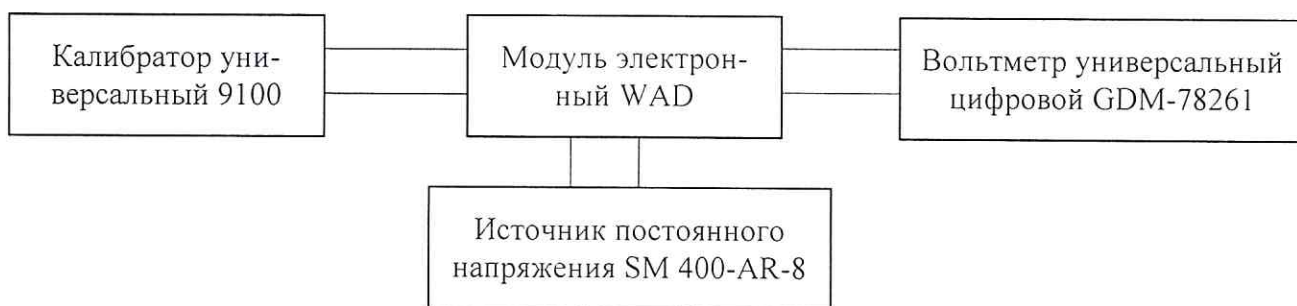 Калибратор уни-
версальный 9100
Модуль электрон-
ный WAD
Вольтметр универсальный
цифровой GDM-78261
Источник постоянного
напряжения SM 400-AR-8